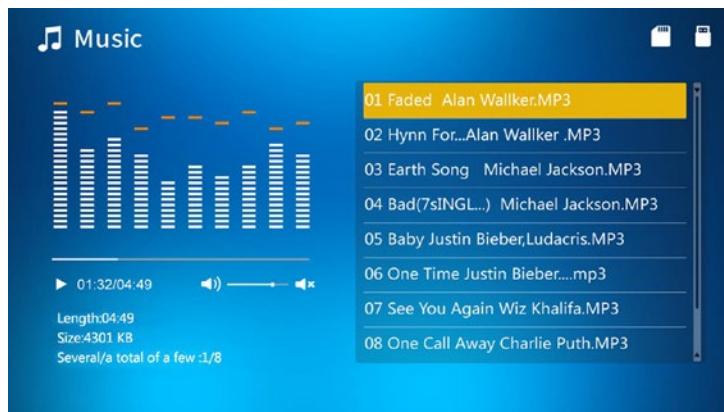 Music
01 Faded Alan Wallker.MP3
02 Hynn For...Alan Wallker .MP3
03 Earth Song Michael Jackson.MP3
04 Bad(7sINGL...) Michael Jackson.MP3
05 Baby Justin Bieber,Ludacris.MP3
06 One Time Justin Bieber....mp3
07 See You Again Wiz Khalifa.MP3
08 One Call Away Charlie Puth.MP3
01:32/04:49
Length:04:49
Size:4301 KB
Several/a total of a few :1/8